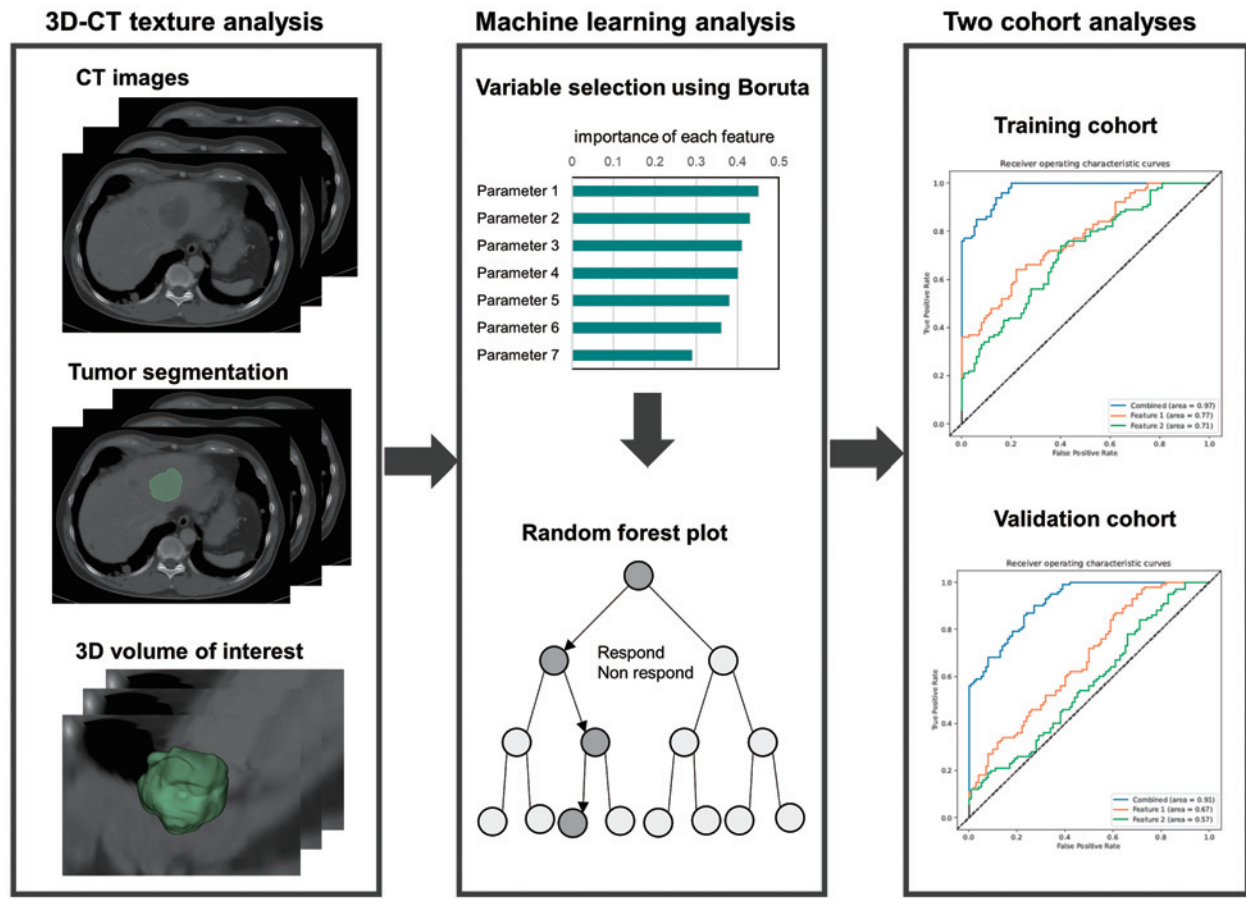 3D-CT texture analysis
CT images
Tumor segmentation
3D volume of interest
Machine learning analysis
Variable selection using Boruta
importance of each feature
0 0.1 0.2 0.3 0.4 0.5
Parameter 1
Parameter 2
Parameter 3
Parameter 4
Parameter 5
Parameter 6
Parameter 7
Random forest plot
Respond
Non respond
Two cohort analyses
Training cohort
Receiver operating characteristic curves
True Positive Rate
1.0
0.8
0.6
0.4
0.2
0.0
Combined (area = 0.97)
Feature 1 (area = 0.77)
Feature 2 (area = 0.71)
0.0 0.2 0.4 0.6 0.8 1.0
False Positive Rate
Validation cohort
Receiver operating characteristic curves
True Positive Rate
1.0
0.8
0.6
0.4
0.2
0.0
Combined (area = 0.91)
Feature 1 (area = 0.67)
Feature 2 (area = 0.57)
0.0 0.2 0.4 0.6 0.8 1.0
False Positive Rate